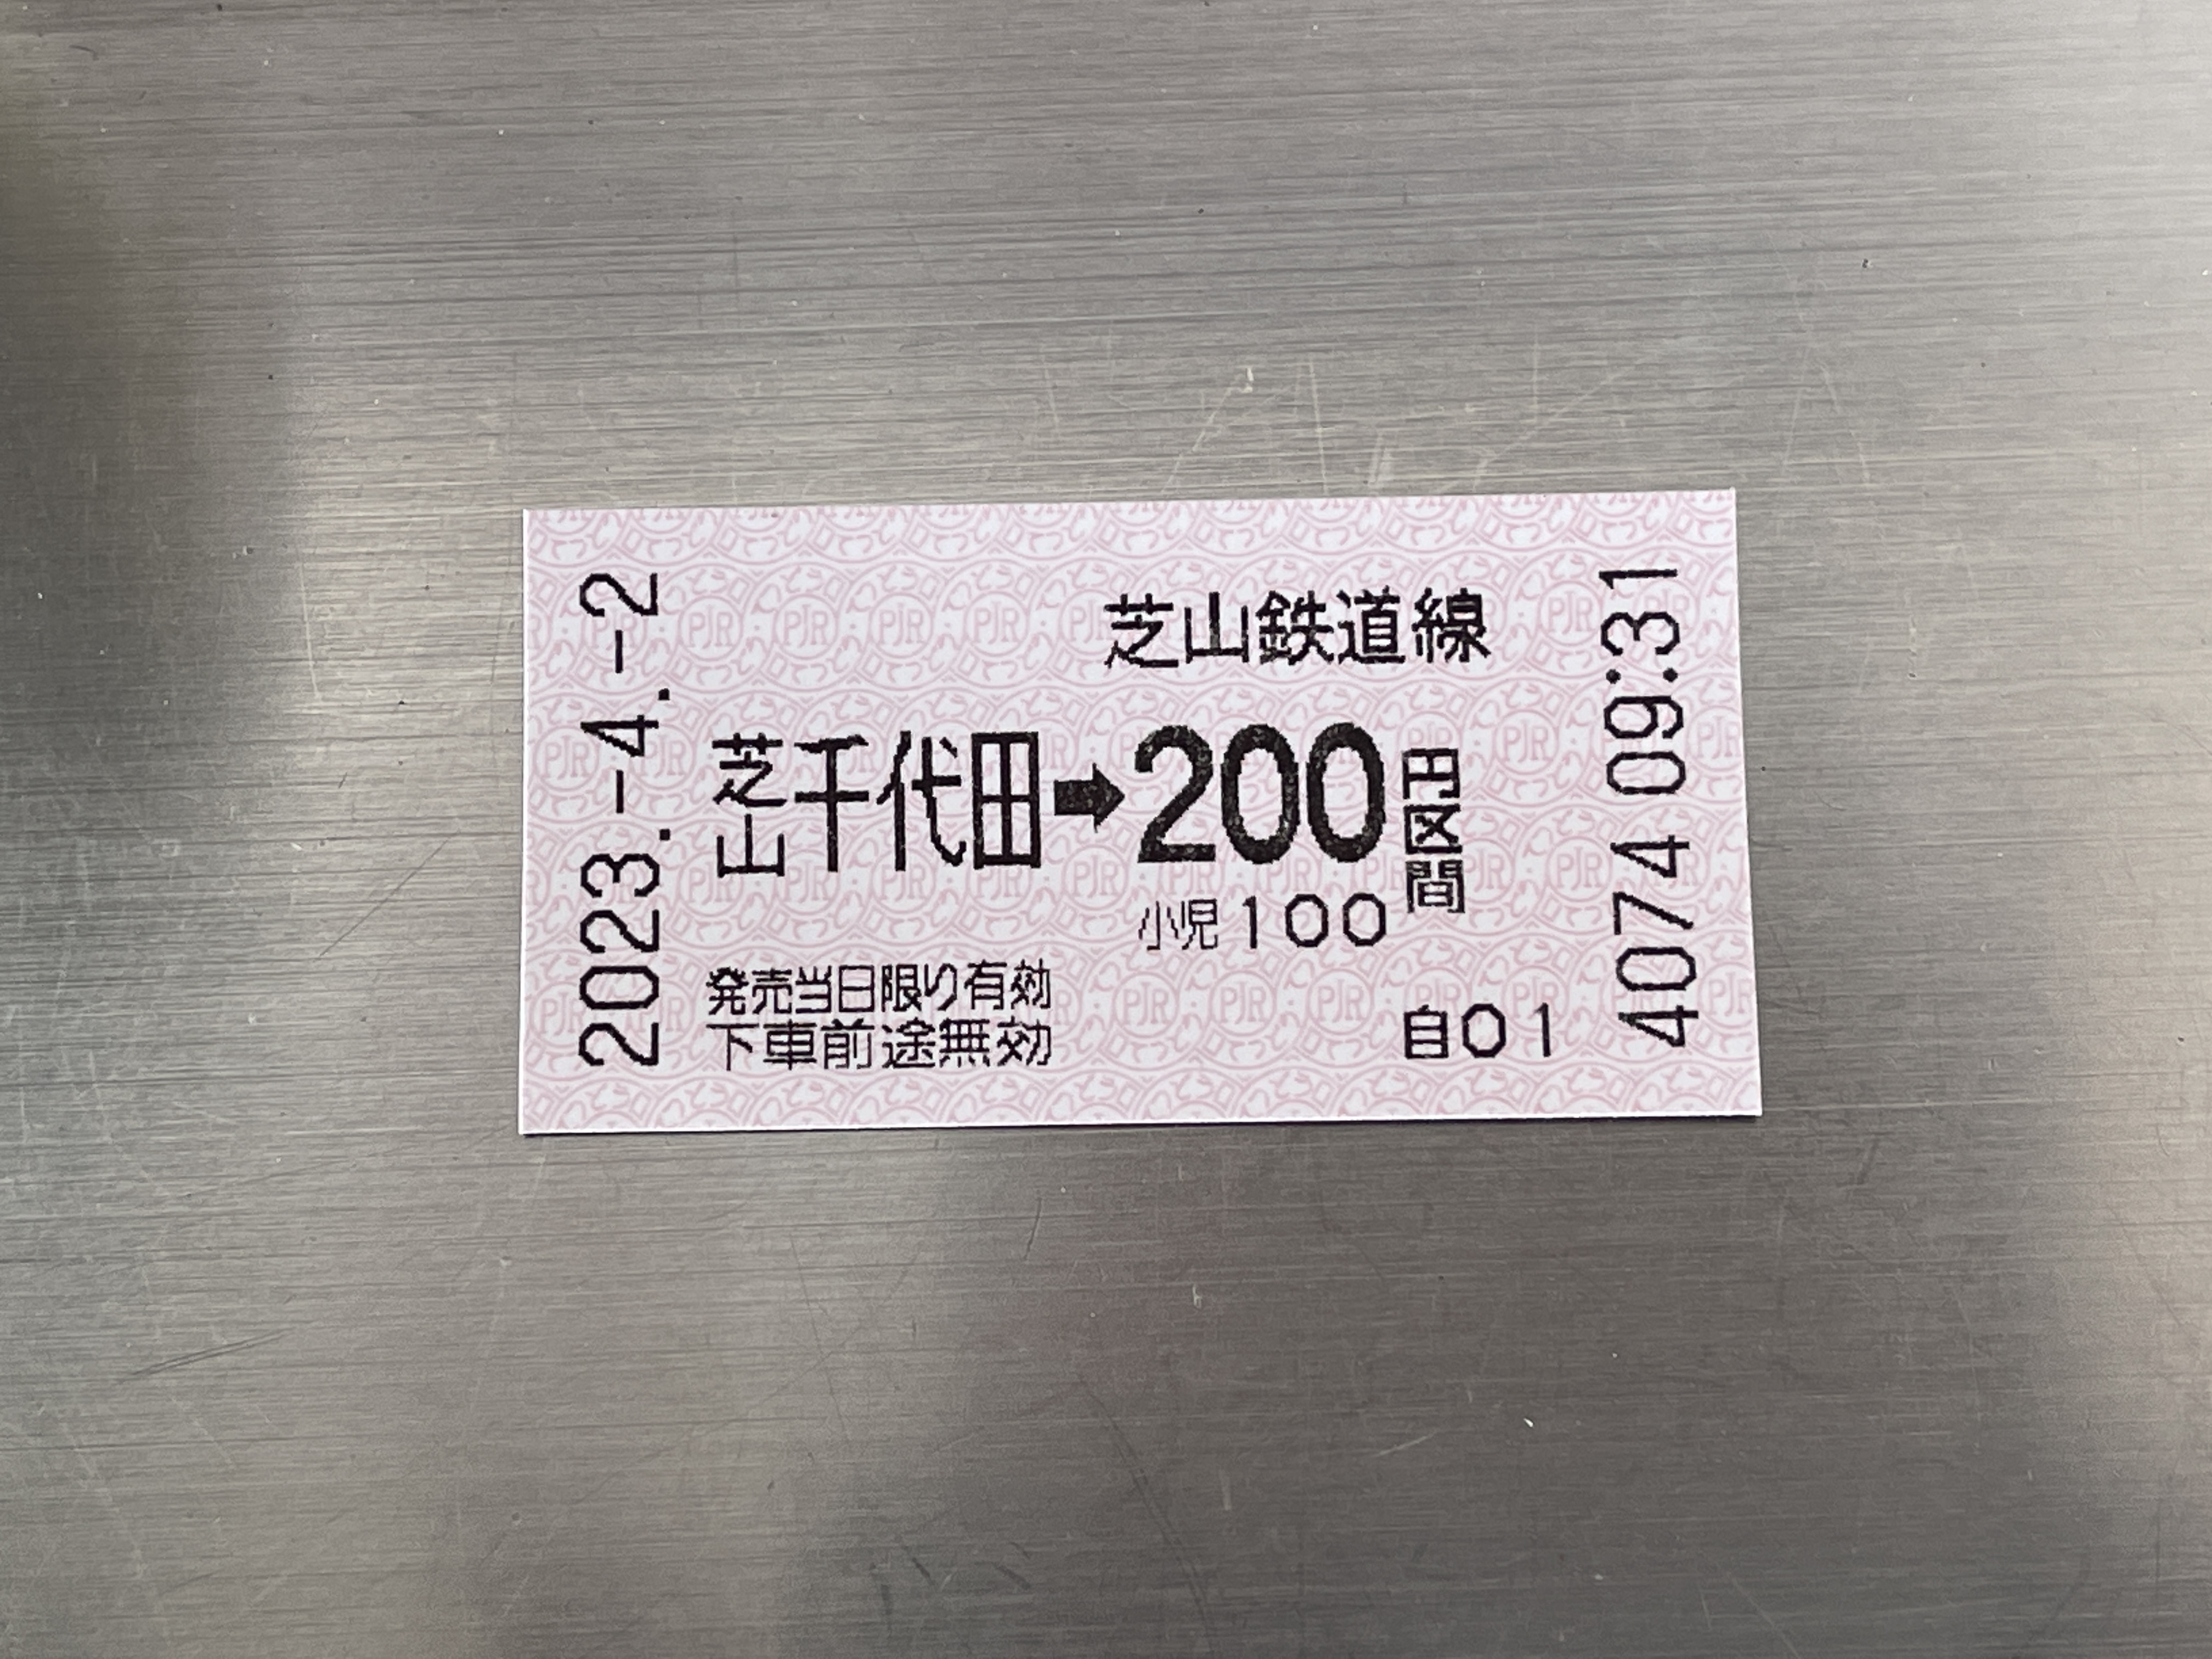 2023.-4.-2
芝山鉄道線
芝山千代田➡200円区間
小児100
発売当日限り有効
下車前途無効
自01
4074 09:31